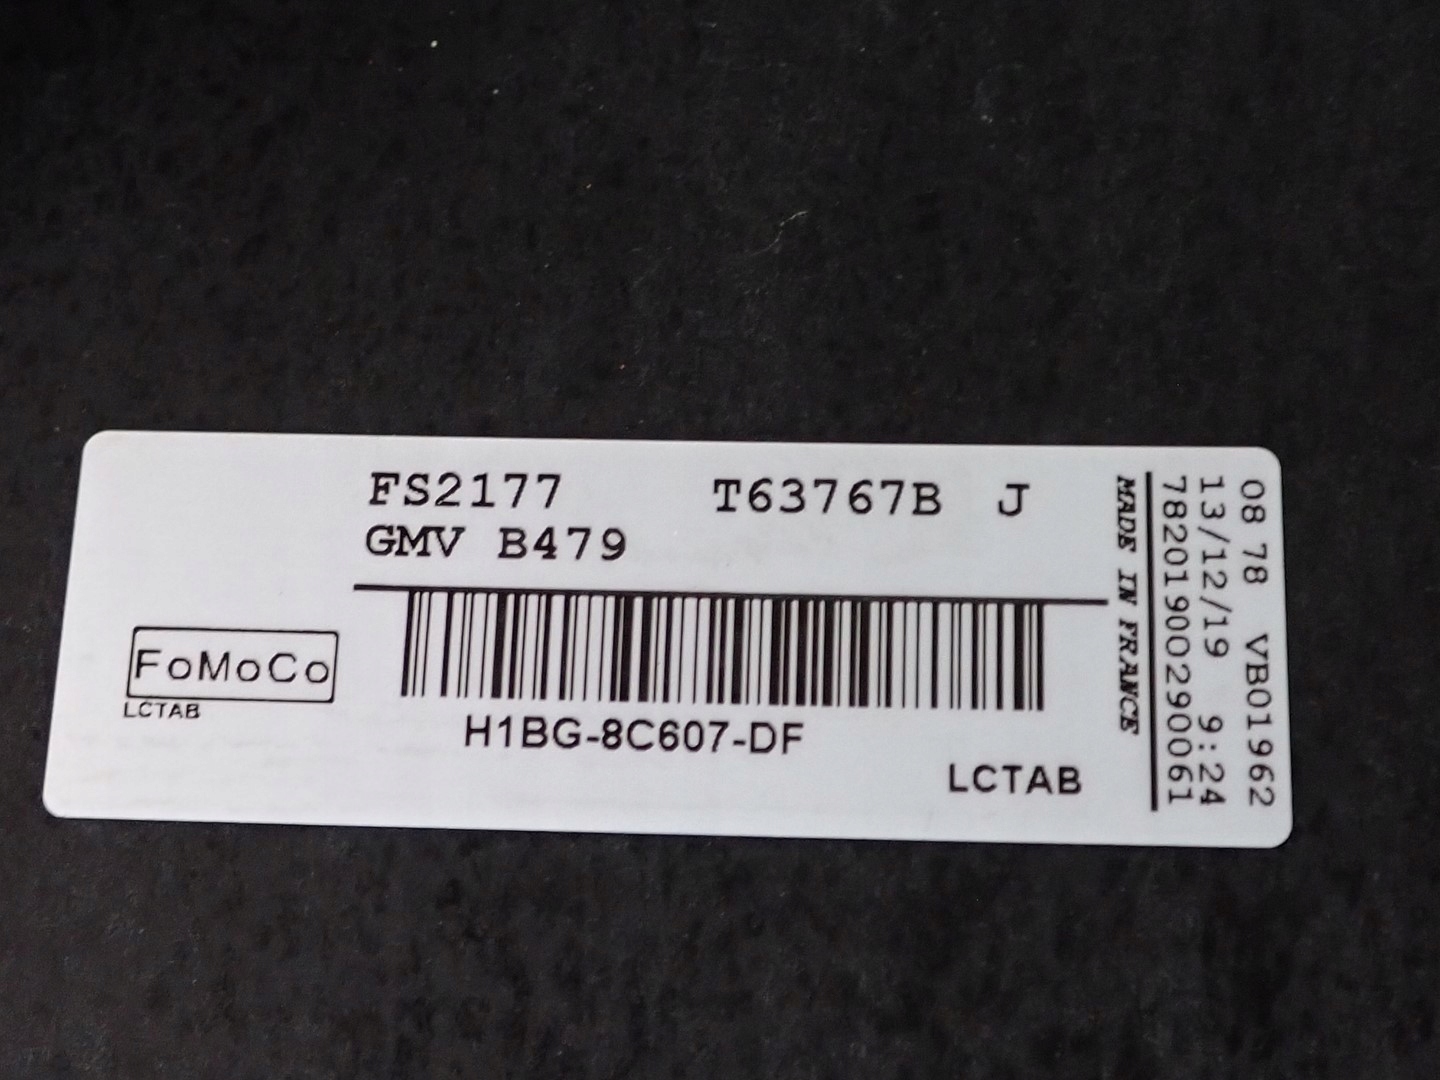 FS2177 T63767B J
GMV B479
FoMoCo
LCTAB
H1BG-8C607-DF
LCTAB
MADE IN FRANCE
78201900290061
13/12/19 9:24
08 78 VB01962